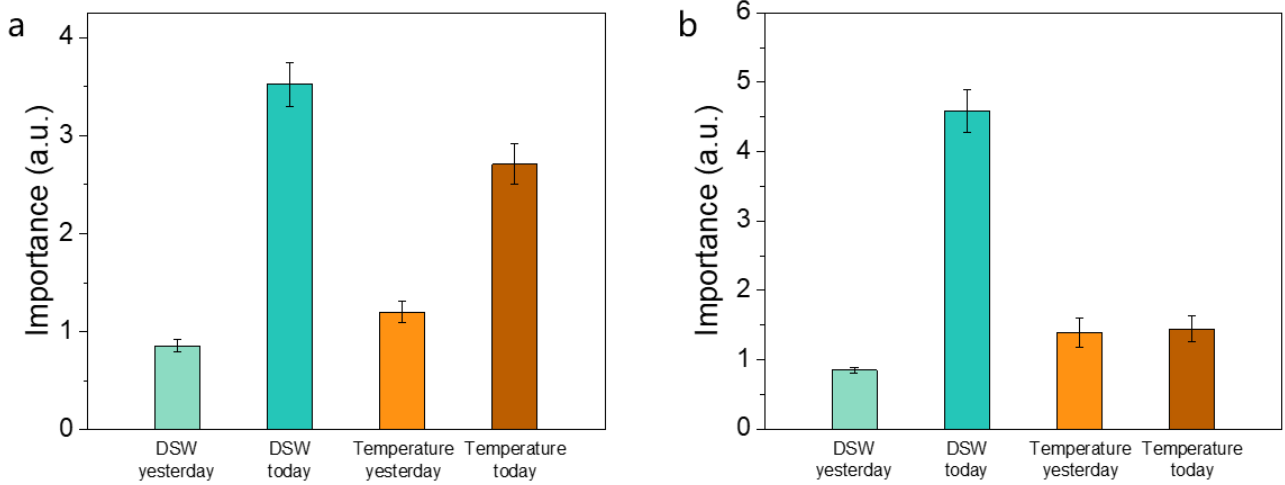 a
Importance (a.u.)
4
3
2
1
0
DSW
yesterday
DSW
today
Temperature
yesterday
Temperature
today
b
Importance (a.u.)
6
5
4
3
2
1
0
DSW
yesterday
DSW
today
Temperature
yesterday
Temperature
today